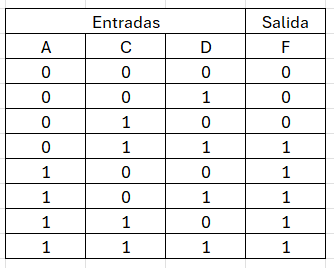 Entradas Salida
A C D F
0 0 0 0
0 0 1 0
0 1 0 0
0 1 1 1
1 0 0 1
1 0 1 1
1 1 0 1
1 1 1 1